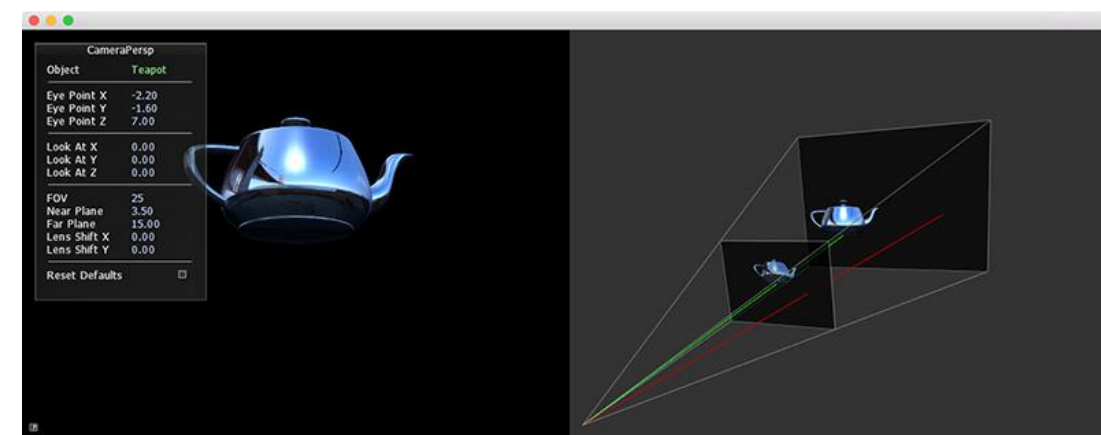 CameraPersp
Object Teapot
Eye Point X -2.20
Eye Point Y -1.60
Eye Point Z 7.00
Look At X 0.00
Look At Y 0.00
Look At Z 0.00
FOV 25
Near Plane 3.50
Far Plane 15.00
Lens Shift X 0.00
Lens Shift Y 0.00
Reset Defaults